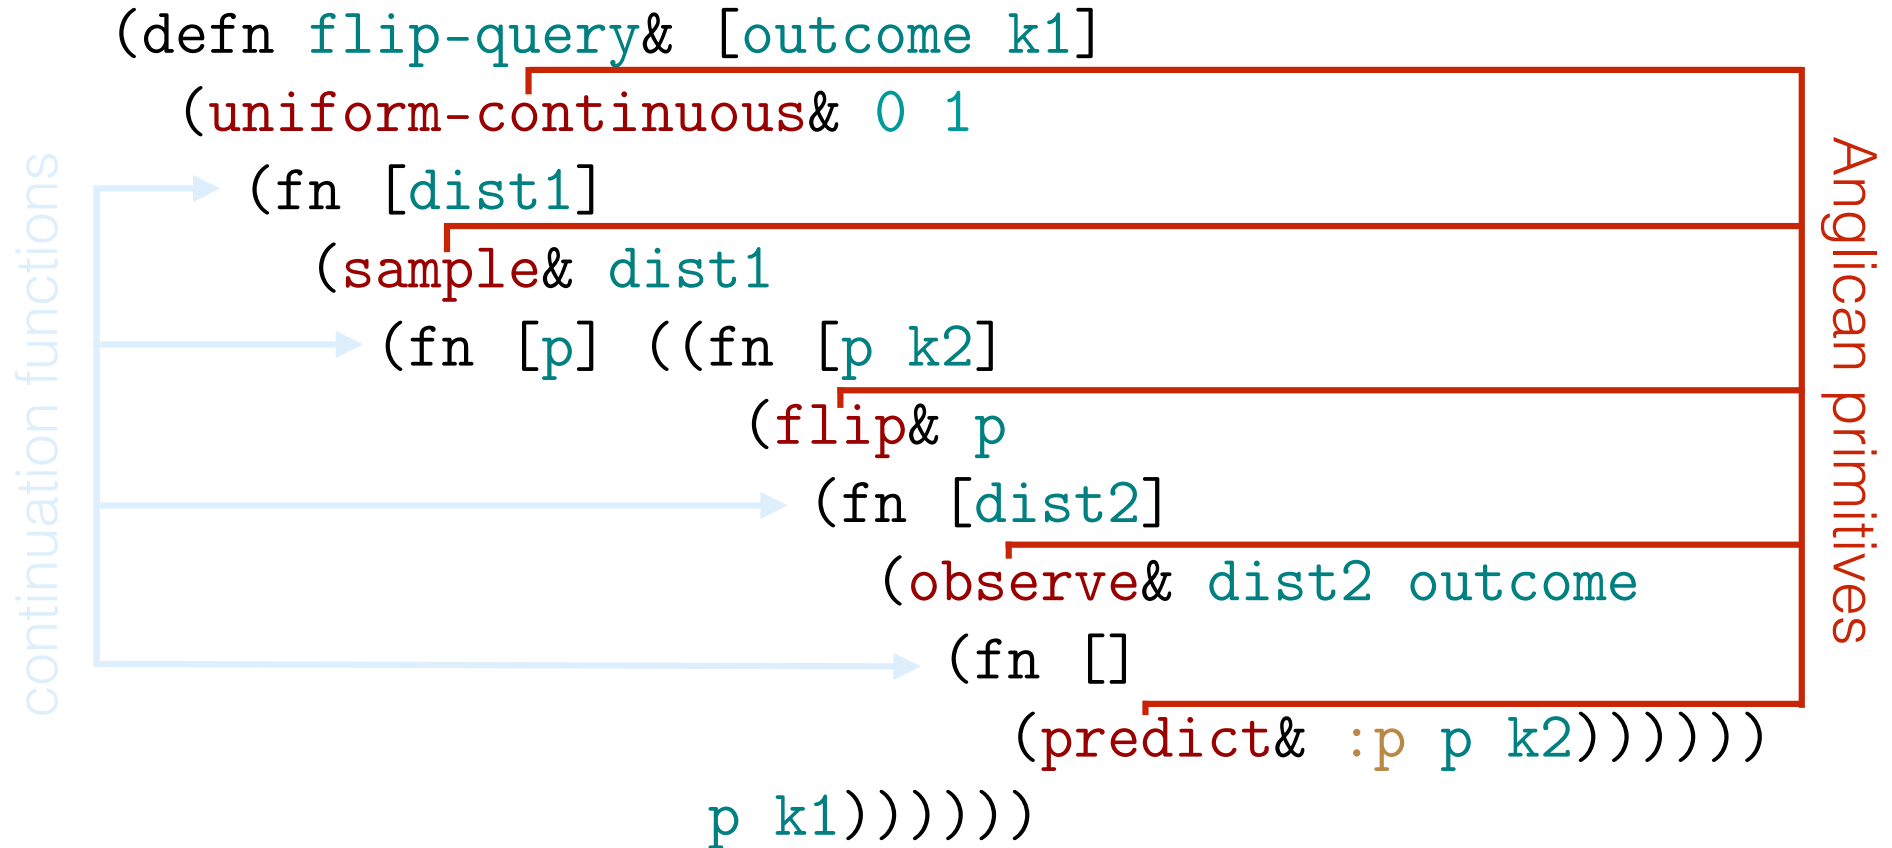 (defn flip-query& [outcome k1]
(uniform-continuous& 0 1
(fn [dist1]
(sample& dist1
(fn [p] ((fn [p k2]
(flip& p
(fn [dist2]
(observe& dist2 outcome
(fn []
(predict& :p p k2))))))
p k1))))))
continuation functions
Anglican primitives